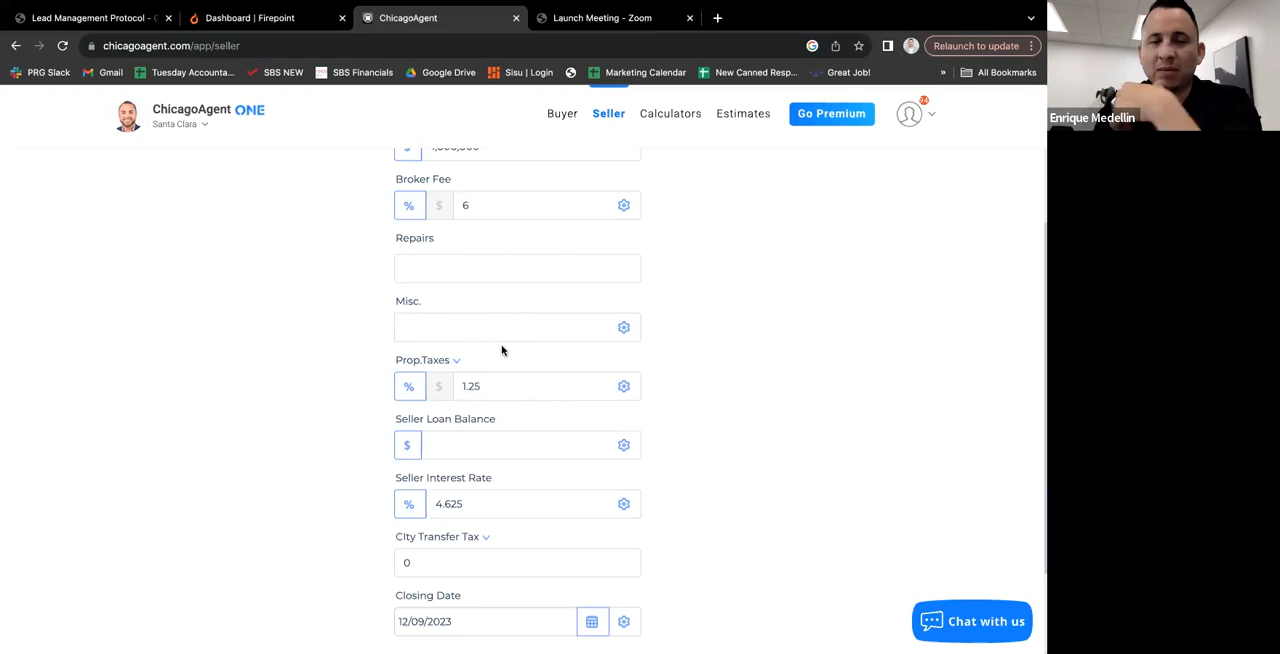 Lead Management Protocol - G
Dashboard | Firepoint
ChicagoAgent
Launch Meeting - Zoom
chicagoagent.com/app/seller
Relaunch to update
PRG Slack
Gmail
Tuesday Accounta...
SBS NEW
SBS Financials
Google Drive
Sisu | Login
Marketing Calendar
New Canned Resp...
Great Job!
»
All Bookmarks
ChicagoAgent ONE
Santa Clara
Buyer
Seller
Calculators
Estimates
Go Premium
94
Enrique Medellin
$
Broker Fee
% $ 6
Repairs
Misc.
Prop.Taxes
% $ 1.25
Seller Loan Balance
$
Seller Interest Rate
% 4.625
CIty Transfer Tax
0
Closing Date
12/09/2023
Chat with us